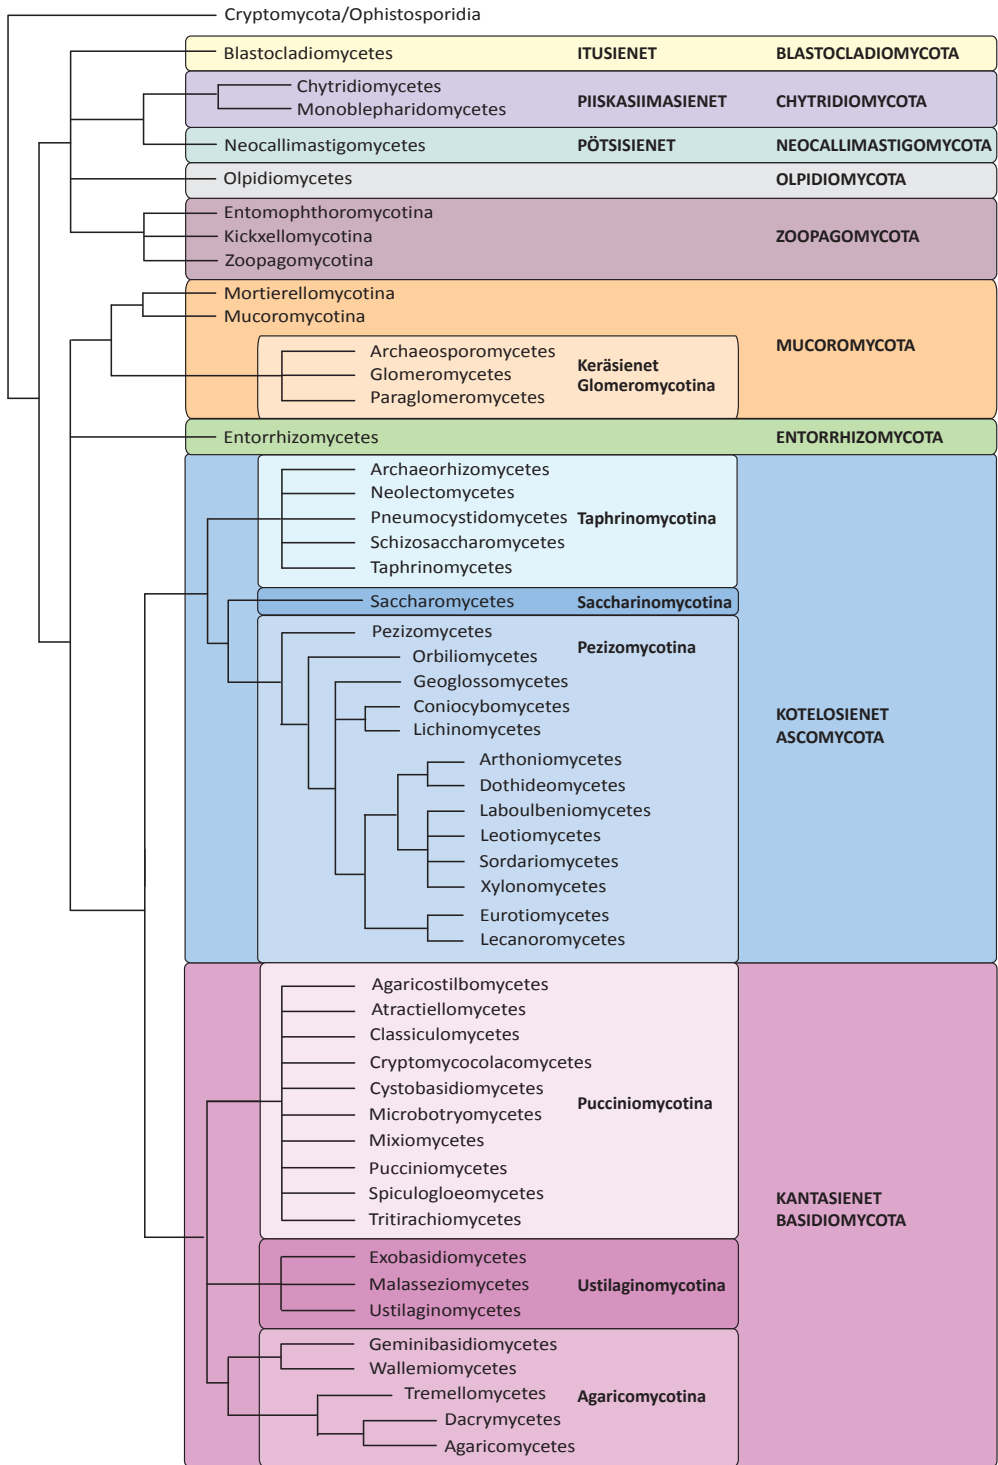 Cryptomycota/Ophistosporidia
Blastocladiomycetes ITUSIENET BLASTOCLADIOMYCOTA
Chytridiomycetes
PIISKASIIMASIENET CHYTRIDIOMYCOTA
Monoblepharidomycetes
Neocallimastigomycetes PÖTSISIENET NEOCALLIMASTIGOMYCOTA
Olpidiomycetes OLPIDIOMYCOTA
Entomophthoromycotina
Kickxellomycotina ZOOPAGOMYCOTA
Zoopagomycotina
Mortierellomycotina
Mucoromycotina
MUCOROMYCOTA
Archaeosporomycetes
Keräsienet
Glomeromycetes
Glomeromycotina
Paraglomeromycetes
Entorrhizomycetes ENTORRHIZOMYCOTA
Archaeorhizomycetes
Neolectomycetes
Pneumocystidomycetes Taphrinomycotina
Schizosaccharomycetes
Taphrinomycetes
Saccharomycetes Saccharinomycotina
Pezizomycetes
Pezizomycotina
Orbiliomycetes
Geoglossomycetes
Coniocybomycetes
Lichinomycetes
KOTELOSIENET
ASCOMYCOTA
Arthoniomycetes
Dothideomycetes
Laboulbeniomycetes
Leotiomycetes
Sordariomycetes
Xylonomycetes
Eurotiomycetes
Lecanoromycetes
Agaricostilbomycetes
Atractiellomycetes
Classiculomycetes
Cryptomycocolacomycetes
Cystobasidiomycetes
Pucciniomycotina
Microbotryomycetes
Mixiomycetes
Pucciniomycetes
Spiculogloeomycetes
Tritirachiomycetes
KANTASIENET
BASIDIOMYCOTA
Exobasidiomycetes
Malasseziomycetes Ustilaginomycotina
Ustilaginomycetes
Geminibasidiomycetes
Wallemiomycetes
Tremellomycetes Agaricomycotina
Dacrymycetes
Agaricomycetes